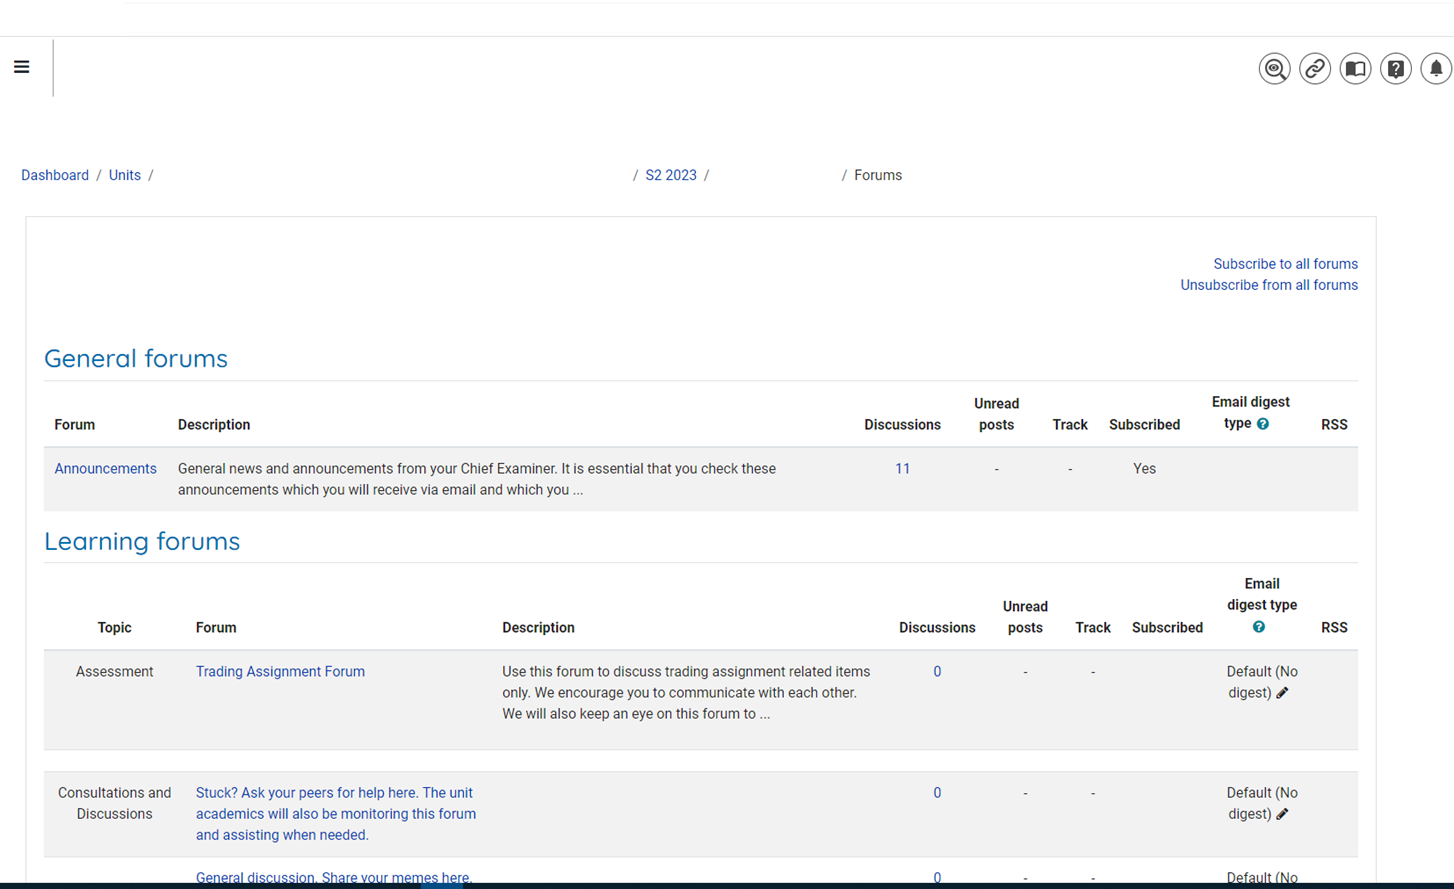 Dashboard / Units / / S2 2023 / / Forums
Subscribe to all forums
Unsubscribe from all forums
General forums
Forum Description Discussions Unread posts Track Subscribed Email digest type RSS
Announcements General news and announcements from your Chief Examiner. It is essential that you check these 11 - - Yes
announcements which you will receive via email and which you ...
Learning forums
Topic Forum Description Discussions Unread posts Track Subscribed Email digest type RSS
Assessment Trading Assignment Forum Use this forum to discuss trading assignment related items 0 - - Default (No
only. We encourage you to communicate with each other. digest)
We will also keep an eye on this forum to ...
Consultations and Stuck? Ask your peers for help here. The unit 0 - - Default (No
Discussions academics will also be monitoring this forum digest)
and assisting when needed.
General discussion. Share your memes here. 0 - - Default (No